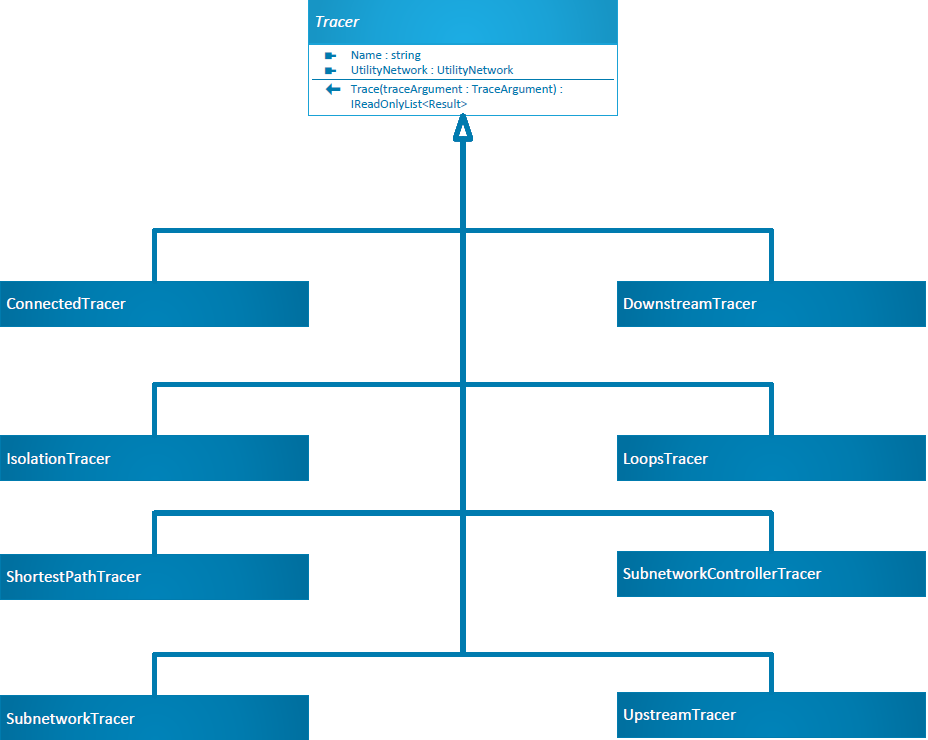 Tracer
Name : string
UtilityNetwork : UtilityNetwork
Trace(traceArgument : TraceArgument) :
IReadOnlyList<Result>
ConnectedTracer
DownstreamTracer
IsolationTracer
LoopsTracer
ShortestPathTracer
SubnetworkControllerTracer
SubnetworkTracer
UpstreamTracer